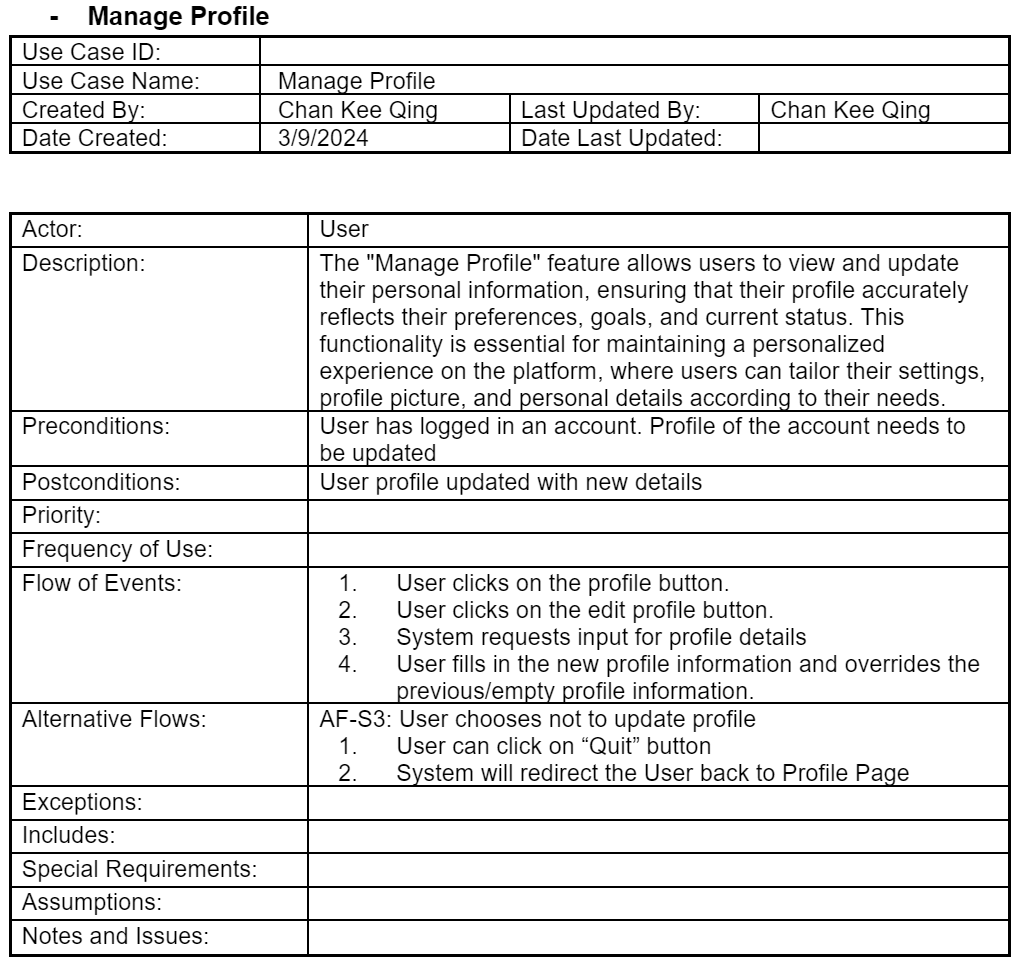 - Manage Profile
Use Case ID:
Use Case Name: Manage Profile
Created By: Chan Kee Qing Last Updated By: Chan Kee Qing
Date Created: 3/9/2024 Date Last Updated:
Actor: User
Description: The "Manage Profile" feature allows users to view and update
their personal information, ensuring that their profile accurately
reflects their preferences, goals, and current status. This
functionality is essential for maintaining a personalized
experience on the platform, where users can tailor their settings,
profile picture, and personal details according to their needs.
Preconditions: User has logged in an account. Profile of the account needs to
be updated
Postconditions: User profile updated with new details
Priority:
Frequency of Use:
Flow of Events: 1. User clicks on the profile button.
2. User clicks on the edit profile button.
3. System requests input for profile details
4. User fills in the new profile information and overrides the
previous/empty profile information.
Alternative Flows: AF-S3: User chooses not to update profile
1. User can click on “Quit” button
2. System will redirect the User back to Profile Page
Exceptions:
Includes:
Special Requirements:
Assumptions:
Notes and Issues: